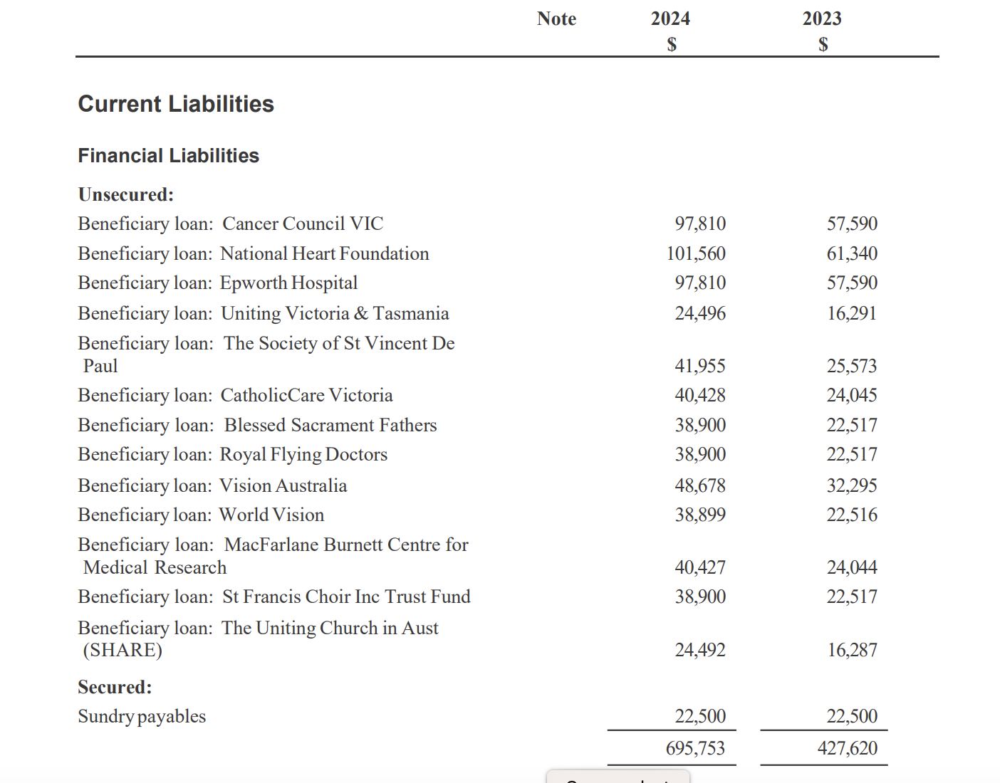 Note 2024 2023
$ $
Current Liabilities
Financial Liabilities
Unsecured:
Beneficiary loan: Cancer Council VIC 97,810 57,590
Beneficiary loan: National Heart Foundation 101,560 61,340
Beneficiary loan: Epworth Hospital 97,810 57,590
Beneficiary loan: Uniting Victoria & Tasmania 24,496 16,291
Beneficiary loan: The Society of St Vincent De
Paul 41,955 25,573
Beneficiary loan: CatholicCare Victoria 40,428 24,045
Beneficiary loan: Blessed Sacrament Fathers 38,900 22,517
Beneficiary loan: Royal Flying Doctors 38,900 22,517
Beneficiary loan: Vision Australia 48,678 32,295
Beneficiary loan: World Vision 38,899 22,516
Beneficiary loan: MacFarlane Burnett Centre for
Medical Research 40,427 24,044
Beneficiary loan: St Francis Choir Inc Trust Fund 38,900 22,517
Beneficiary loan: The Uniting Church in Aust
(SHARE) 24,492 16,287
Secured:
Sundry payables 22,500 22,500
695,753 427,620